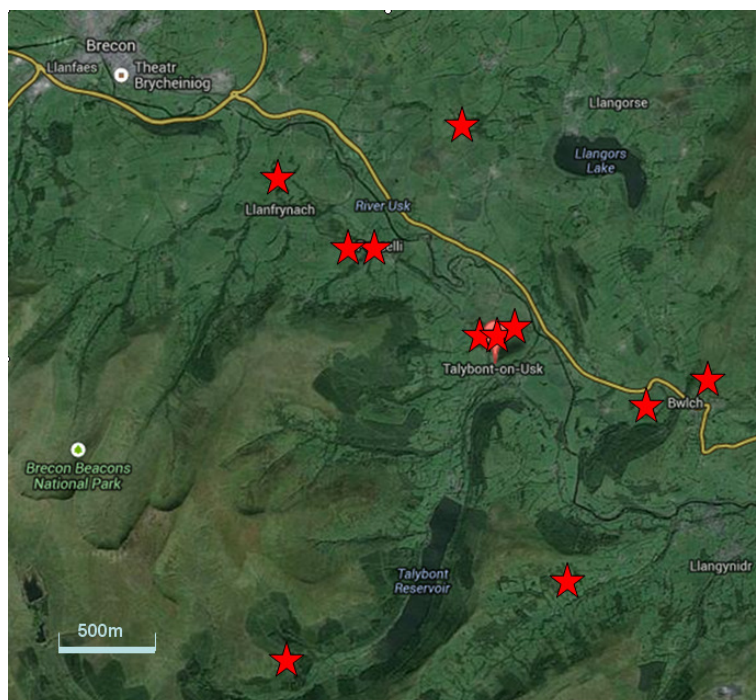 Brecon
Llanfaes
Theatr
Brycheiniog
Llangorse
Llangors
Lake
Llanfrynach
River Usk
elli
Talybont-on-Usk
Bwlch
Brecon Beacons
National Park
Talybont
Reservoir
Llangynidr
500m